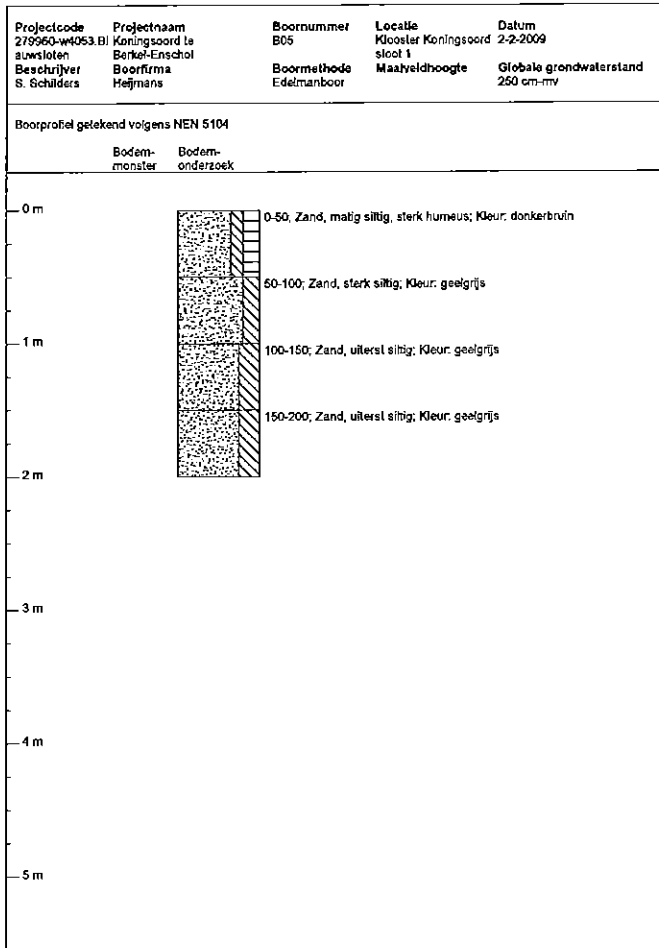 Projectcode Projectnaam Boornummer Locatie Datum
279960-w4053.Bl Koningsoord te B05 Klooster Koningsoord 2-2-2009
auwsloten Berkel-Enschot sloot 1
Beschrijver Boorfirma Boormethode Maaiveldhoogte Globale grondwaterstand
S. Schilders Heijmans Edelmanboor 250 cm-mv
Boorprofiel getekend volgens NEN 5104
Bodem- Bodem-
monster onderzoek
0 m
0-50; Zand, matig siltig, sterk humeus; Kleur: donkerbruin
50-100; Zand, sterk siltig; Kleur: geelgrijs
1 m
100-150; Zand, uiterst siltig; Kleur: geelgrijs
150-200; Zand, uiterst siltig; Kleur: geelgrijs
2 m
3 m
4 m
5 m